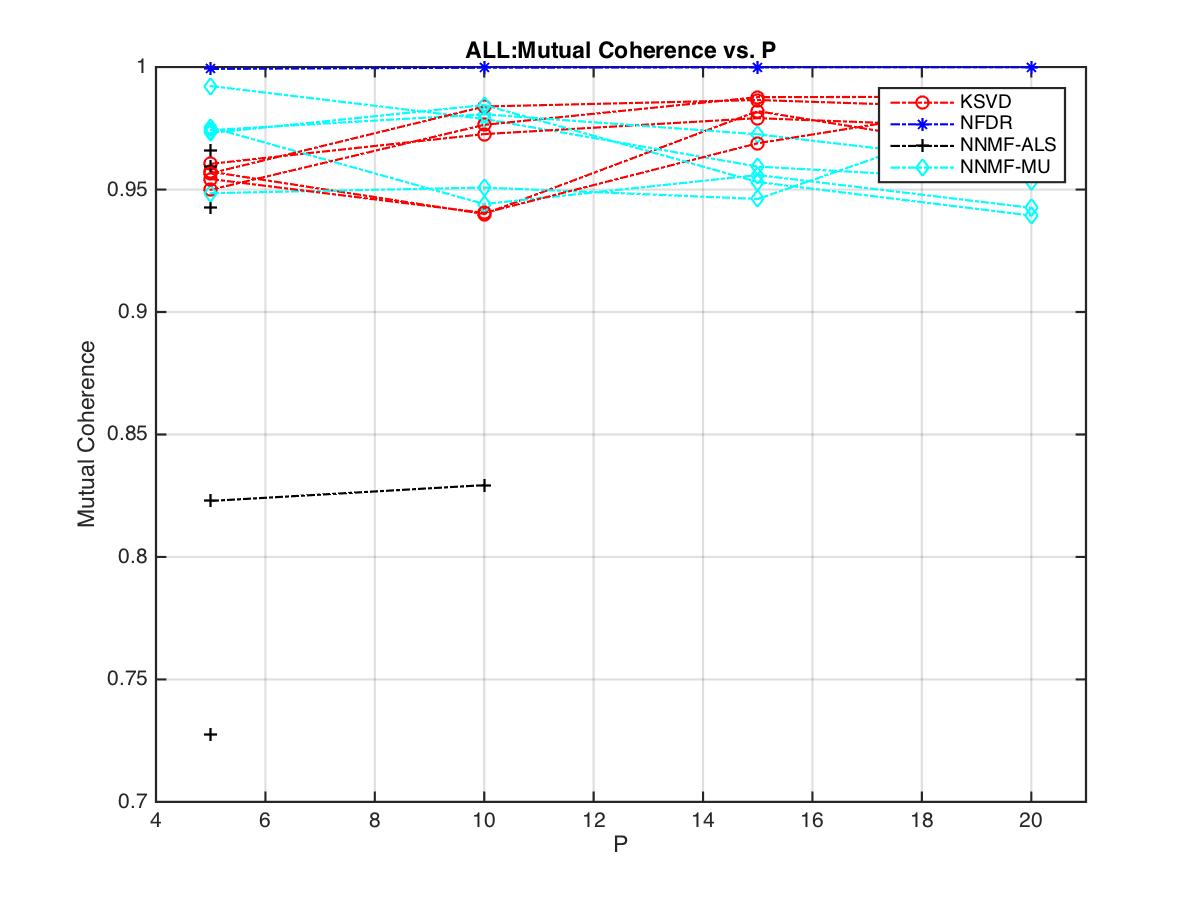 ALL:Mutual Coherence vs. P
1
0.95
0.9
0.85
0.8
0.75
0.7
Mutual Coherence
KSVD
NFDR
NNMF-ALS
NNMF-MU
4 6 8 10 12 14 16 18 20
P